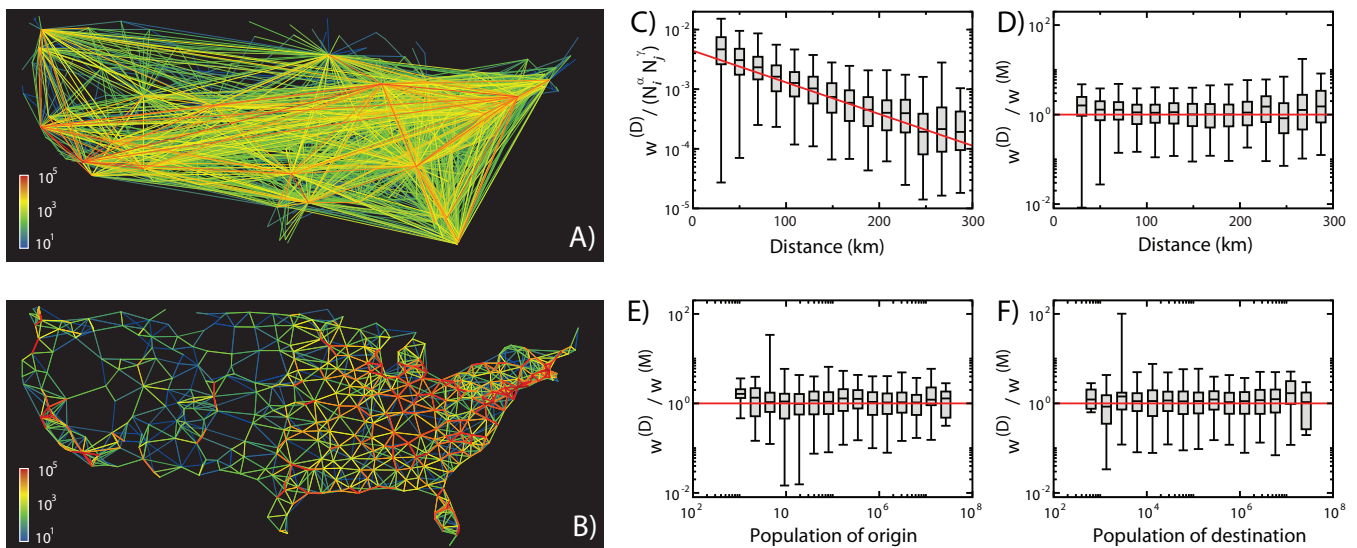 A)
10^5
10^3
10^1
B)
10^5
10^3
10^1
C)
w^(D) / (N_i^α N_j^γ)
10^-2
10^-3
10^-4
10^-5
0 100 200 300
Distance (km)
D)
w^(D) / w^(M)
10^2
10^0
10^-2
0 100 200 300
Distance (km)
E)
w^(D) / w^(M)
10^2
10^0
10^-2
10^2 10^4 10^6 10^8
Population of origin
F)
w^(D) / w^(M)
10^2
10^0
10^-2
10^2 10^4 10^6 10^8
Population of destination